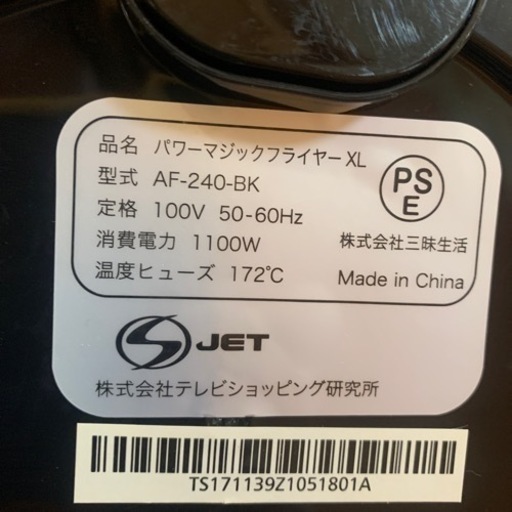 品名 パワーマジックフライヤーXL
型式 AF-240-BK
定格 100V 50-60Hz
消費電力 1100W
温度ヒューズ 172℃
PS
E
株式会社三昧生活
Made in China
S JET
株式会社テレビショッピング研究所
TS171139Z1051801A